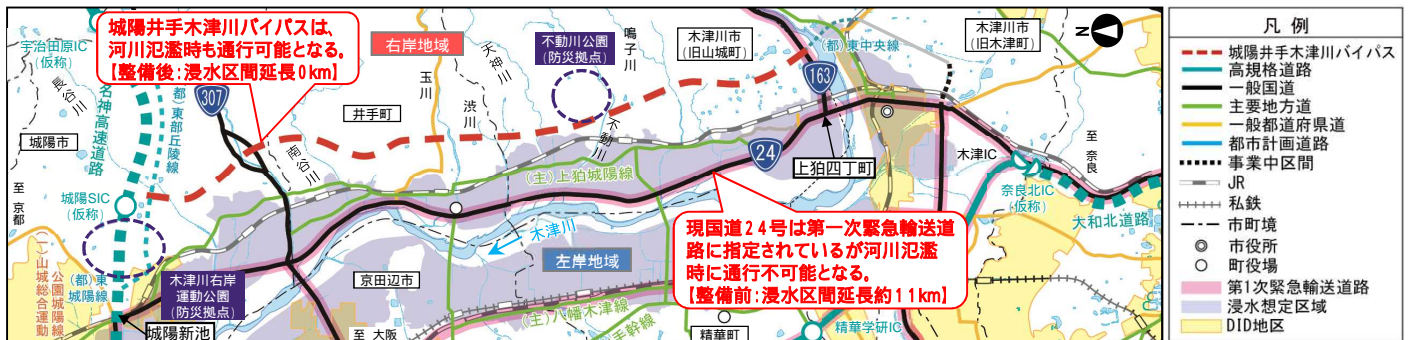 城陽井手木津川バイパスは、
河川氾濫時も通行可能となる。
【整備後:浸水区間延長0km】
宇治田原IC
(仮称)
長谷川
名神高速道路
(都)東部丘陵線
307
右岸地域
玉川
天神川
渋川
不動川公園
(防災拠点)
鳴子川
不動川
木津川市
(旧山城町)
(都)東中央線
163
木津川市
(旧木津町)
N
城陽市
井手町
南谷川
(主)上狛城陽線
24
上狛四丁町
木津IC
至 奈良
奈良北IC
(仮称)
大和北道路
至 京都
城陽SIC
(仮称)
木津川
左岸地域
現国道24号は第一次緊急輸送道
路に指定されているが河川氾濫
時に通行不可能となる。
【整備前:浸水区間延長約11km】
(一)山城総合運動
公園城陽線
(都)東
城陽線
木津川右岸
運動公園
(防災拠点)
城陽新池
京田辺市
至 大阪
(主)八幡木津線
手幹線
精華町
精華学研IC
凡 例
城陽井手木津川バイパス
高規格道路
一般国道
主要地方道
一般都道府県道
都市計画道路
事業中区間
JR
私鉄
市町境
市役所
町役場
第1次緊急輸送道路
浸水想定区域
DID地区